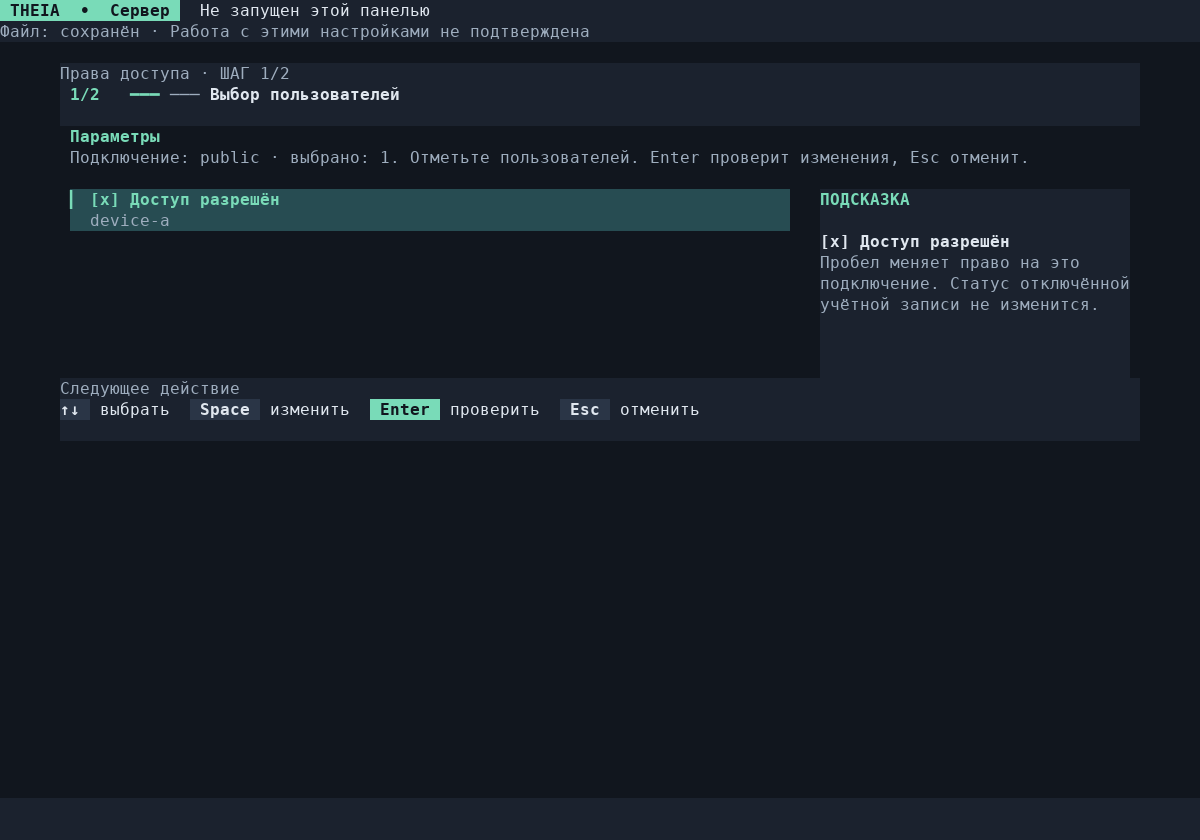 THEIA • Сервер Не запущен этой панелью
Файл: сохранён · Работа с этими настройками не подтверждена
Права доступа · ШАГ 1/2
1/2 ━━━ ─── Выбор пользователей
Параметры
Подключение: public · выбрано: 1. Отметьте пользователей. Enter проверит изменения, Esc отменит.
[x] Доступ разрешён
device-a
ПОДСКАЗКА
[x] Доступ разрешён
Пробел меняет право на это
подключение. Статус отключённой
учётной записи не изменится.
Следующее действие
↑↓ выбрать Space изменить Enter проверить Esc отменить